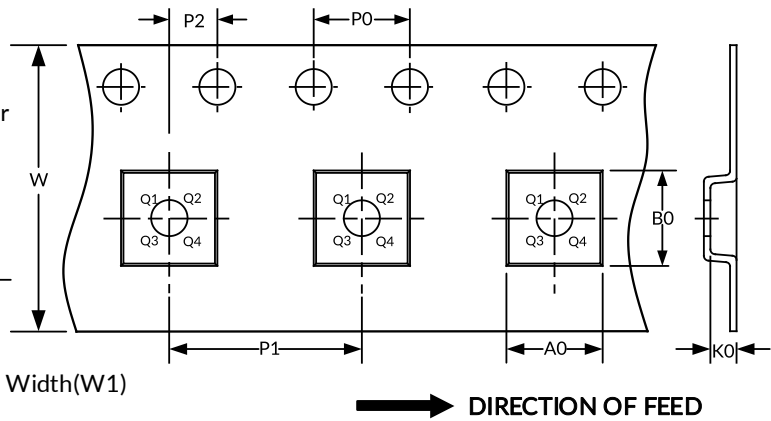 P2
P0
r
W
Q1 Q2
Q3 Q4
Q1 Q2
Q3 Q4
Q1 Q2
Q3 Q4
B0
P1
A0
K0
Width(W1)
DIRECTION OF FEED